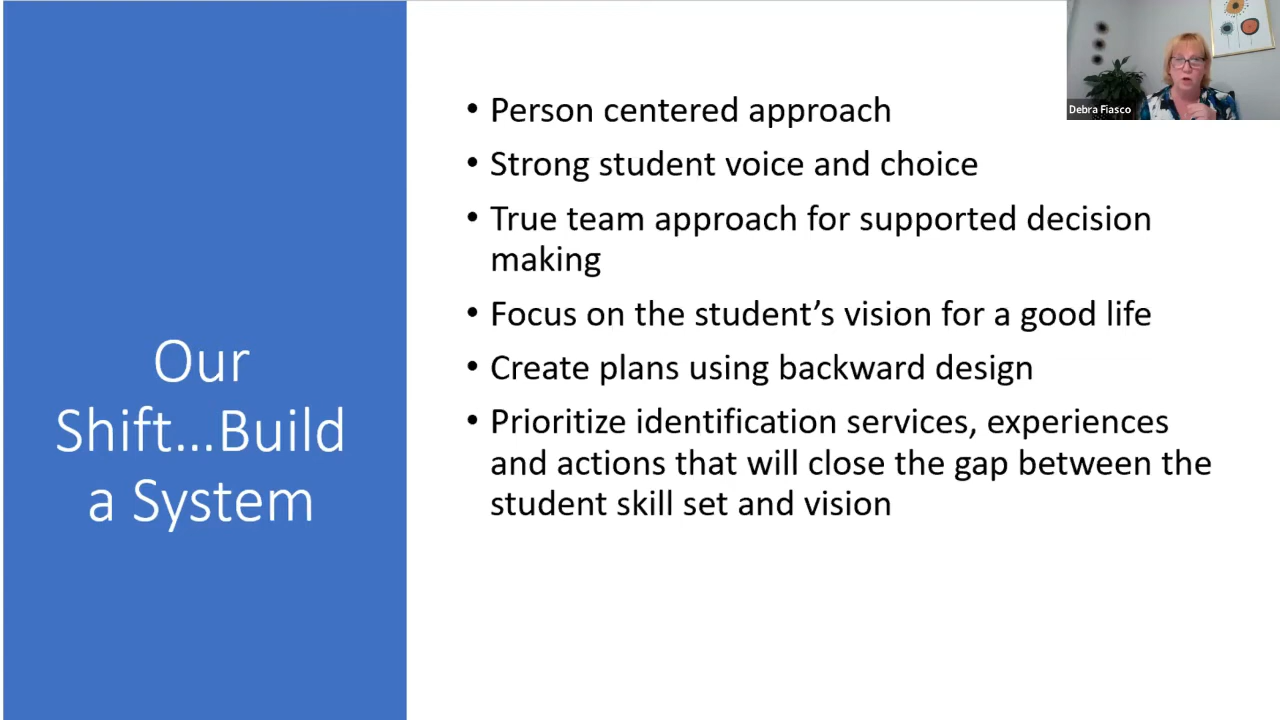 Our
Shift...Build
a System
• Person centered approach
• Strong student voice and choice
• True team approach for supported decision
making
• Focus on the student’s vision for a good life
• Create plans using backward design
• Prioritize identification services, experiences
and actions that will close the gap between the
student skill set and vision
Debra Fiasco